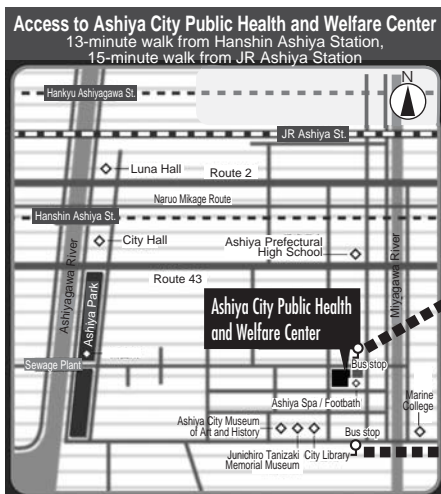 Access to Ashiya City Public Health and Welfare Center
13-minute walk from Hanshin Ashiya Station,
15-minute walk from JR Ashiya Station
N
Hankyu Ashiyagawa St.
JR Ashiya St.
Luna Hall
Route 2
Naruo Mikage Route
Hanshin Ashiya St.
City Hall
Ashiya Prefectural
High School
Ashiyagawa River
Miyagawa River
Route 43
Ashiya Park
Ashiya City Public Health
and Welfare Center
Sewage Plant
Bus stop
Ashiya Spa / Footbath
Marine
College
Ashiya City Museum
of Art and History
Bus stop
Junichiro Tanizaki
Memorial Museum
City Library